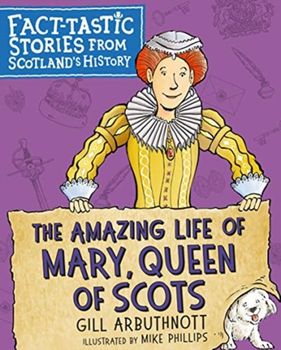 FACT-TASTIC
STORIES FROM
SCOTLAND'S HISTORY
THE AMAZING LIFE OF
MARY, QUEEN
OF SCOTS
GILL ARBUTHNOTT
ILLUSTRATED BY MIKE PHILLIPS